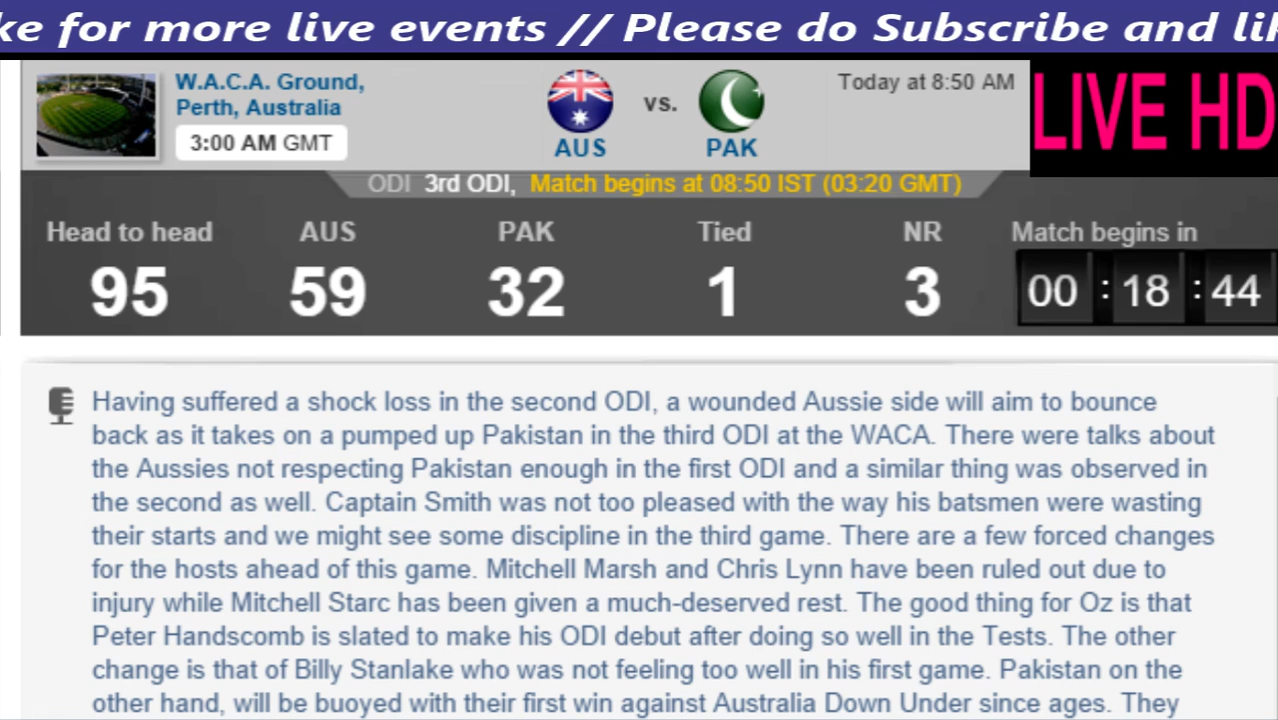 ke for more live events // Please do Subscribe and lik
W.A.C.A. Ground,
Perth, Australia
3:00 AM GMT
AUS
vs.
PAK
Today at 8:50 AM
LIVE HD
ODI 3rd ODI, Match begins at 08:50 IST (03:20 GMT)
Head to head AUS PAK Tied NR Match begins in
95 59 32 1 3 00 : 18 : 44
Having suffered a shock loss in the second ODI, a wounded Aussie side will aim to bounce
back as it takes on a pumped up Pakistan in the third ODI at the WACA. There were talks about
the Aussies not respecting Pakistan enough in the first ODI and a similar thing was observed in
the second as well. Captain Smith was not too pleased with the way his batsmen were wasting
their starts and we might see some discipline in the third game. There are a few forced changes
for the hosts ahead of this game. Mitchell Marsh and Chris Lynn have been ruled out due to
injury while Mitchell Starc has been given a much-deserved rest. The good thing for Oz is that
Peter Handscomb is slated to make his ODI debut after doing so well in the Tests. The other
change is that of Billy Stanlake who was not feeling too well in his first game. Pakistan on the
other hand, will be buoyed with their first win against Australia Down Under since ages. They